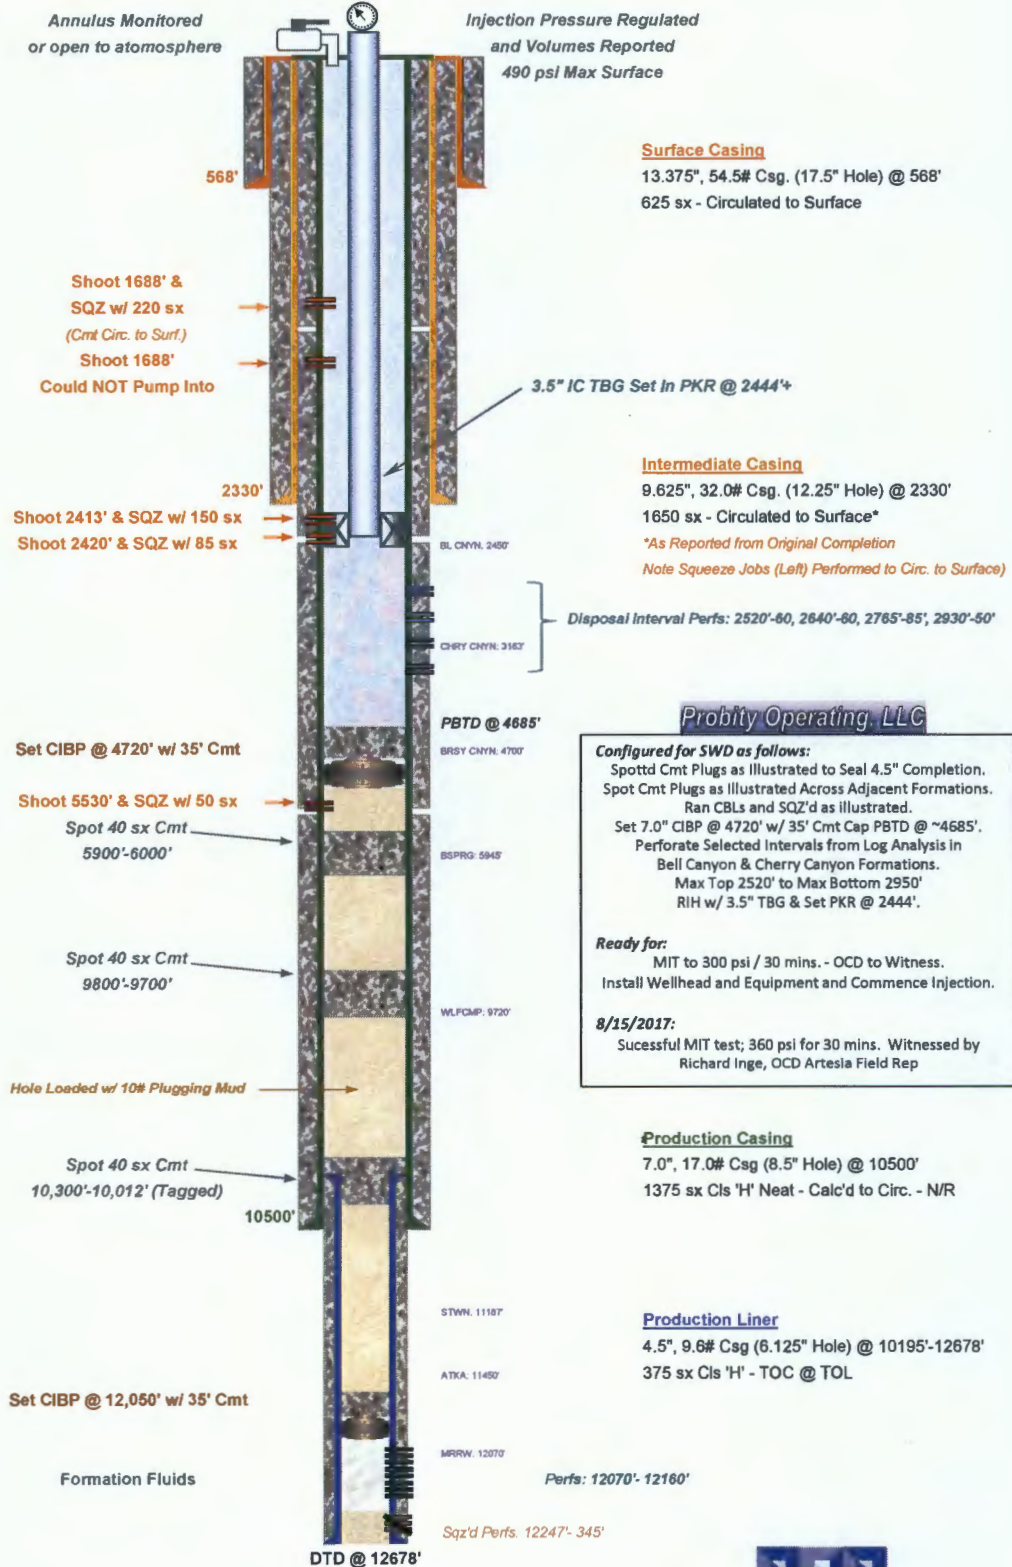 Annulus Monitored
or open to atomosphere
Injection Pressure Regulated
and Volumes Reported
490 psi Max Surface
Surface Casing
13.375", 54.5# Csg. (17.5" Hole) @ 568'
625 sx - Circulated to Surface
568'
Shoot 1688' &
SQZ w/ 220 sx
(Cmt Circ. to Surf.)
Shoot 1688'
Could NOT Pump Into
3.5" IC TBG Set In PKR @ 2444'+
Intermediate Casing
9.625", 32.0# Csg. (12.25" Hole) @ 2330'
1650 sx - Circulated to Surface*
*As Reported from Original Completion
Note Squeeze Jobs (Left) Performed to Circ. to Surface)
2330'
Shoot 2413' & SQZ w/ 150 sx
Shoot 2420' & SQZ w/ 85 sx
BL CNYN. 2450'
Disposal Interval Perfs: 2520'-60, 2640'-60, 2765'-85', 2930'-50'
CHRY CNYN: 3163'
PBTD @ 4685'
Set CIBP @ 4720' w/ 35' Cmt
BRSY CNYN: 4700'
Probity Operating, LLC
Configured for SWD as follows:
Spottd Cmt Plugs as Illustrated to Seal 4.5" Completion.
Spot Cmt Plugs as Illustrated Across Adjacent Formations.
Ran CBLs and SQZ'd as illustrated.
Set 7.0" CIBP @ 4720' w/ 35' Cmt Cap PBTD @ ~4685'.
Perforate Selected Intervals from Log Analysis in
Bell Canyon & Cherry Canyon Formations.
Max Top 2520' to Max Bottom 2950'
RIH w/ 3.5" TBG & Set PKR @ 2444'.
Ready for:
MIT to 300 psi / 30 mins. - OCD to Witness.
Install Wellhead and Equipment and Commence Injection.
8/15/2017:
Sucessful MIT test; 360 psi for 30 mins. Witnessed by
Richard Inge, OCD Artesia Field Rep
Shoot 5530' & SQZ w/ 50 sx
Spot 40 sx Cmt
5900'-6000'
BSPRG: 5945'
Spot 40 sx Cmt
9800'-9700'
WLFCMP: 9720'
Hole Loaded w/ 10# Plugging Mud
Production Casing
7.0", 17.0# Csg (8.5" Hole) @ 10500'
1375 sx Cls 'H' Neat - Calc'd to Circ. - N/R
Spot 40 sx Cmt
10,300'-10,012' (Tagged)
10500'
STWN. 11187'
Production Liner
4.5", 9.6# Csg (6.125" Hole) @ 10195'-12678'
375 sx Cls 'H' - TOC @ TOL
ATKA: 11450'
Set CIBP @ 12,050' w/ 35' Cmt
MRRW. 12070'
Formation Fluids
Perfs: 12070'- 12160'
Sqz'd Perfs. 12247'- 345'
DTD @ 12678'